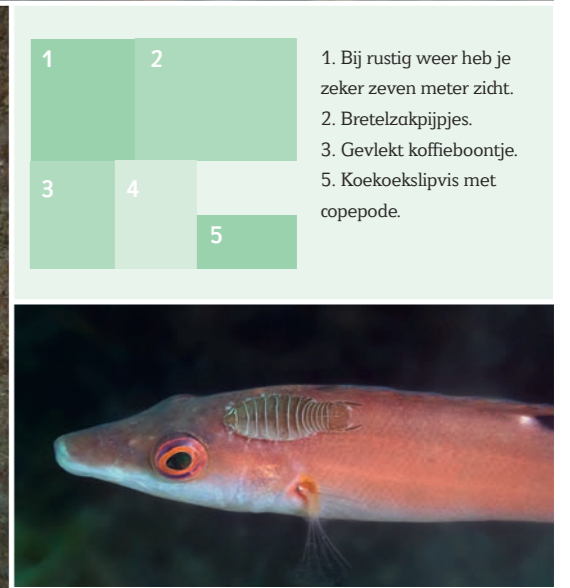 1
2
3
4
5
1. Bij rustig weer heb je
zeker zeven meter zicht.
2. Bretelzakpijpjes.
3. Gevlekt koffieboontje.
5. Koekoekslipvis met
copepode.